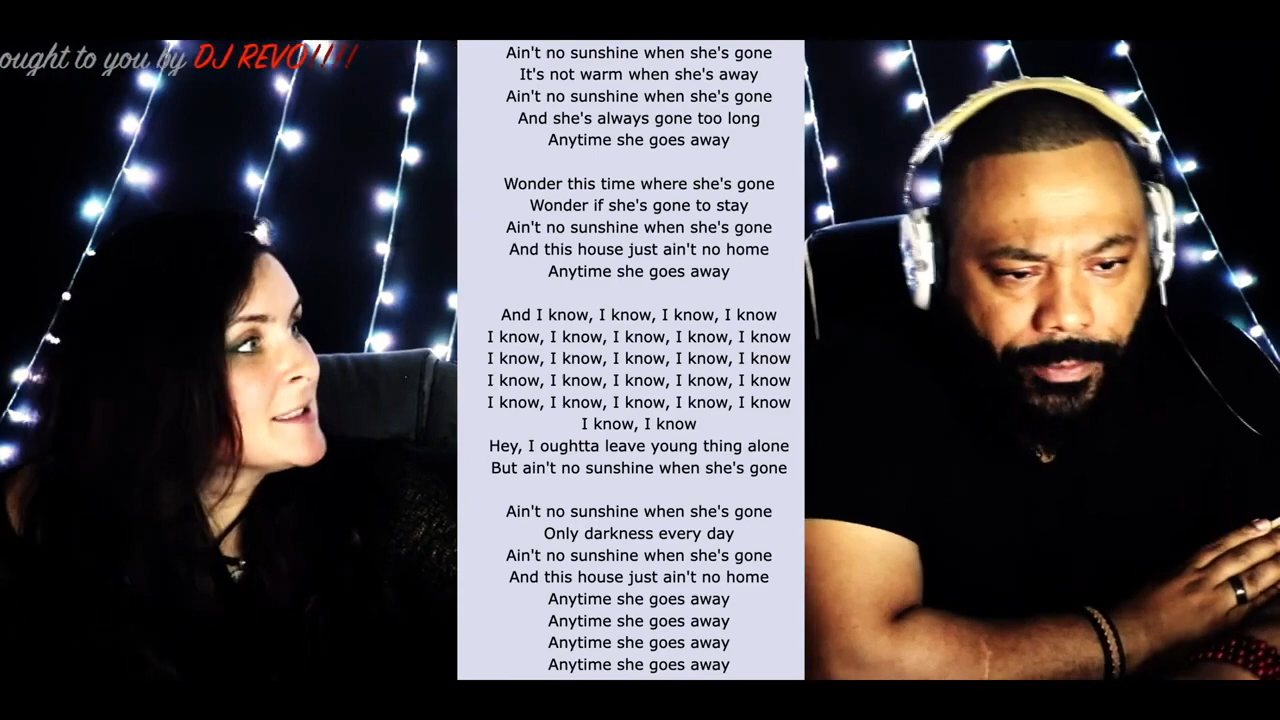 ought to you by DJ REVO!!!!
Ain't no sunshine when she's gone
It's not warm when she's away
Ain't no sunshine when she's gone
And she's always gone too long
Anytime she goes away
Wonder this time where she's gone
Wonder if she's gone to stay
Ain't no sunshine when she's gone
And this house just ain't no home
Anytime she goes away
And I know, I know, I know, I know
I know, I know, I know, I know, I know
I know, I know, I know, I know, I know
I know, I know, I know, I know, I know
I know, I know, I know, I know, I know
I know, I know
Hey, I oughtta leave young thing alone
But ain't no sunshine when she's gone
Ain't no sunshine when she's gone
Only darkness every day
Ain't no sunshine when she's gone
And this house just ain't no home
Anytime she goes away
Anytime she goes away
Anytime she goes away
Anytime she goes away